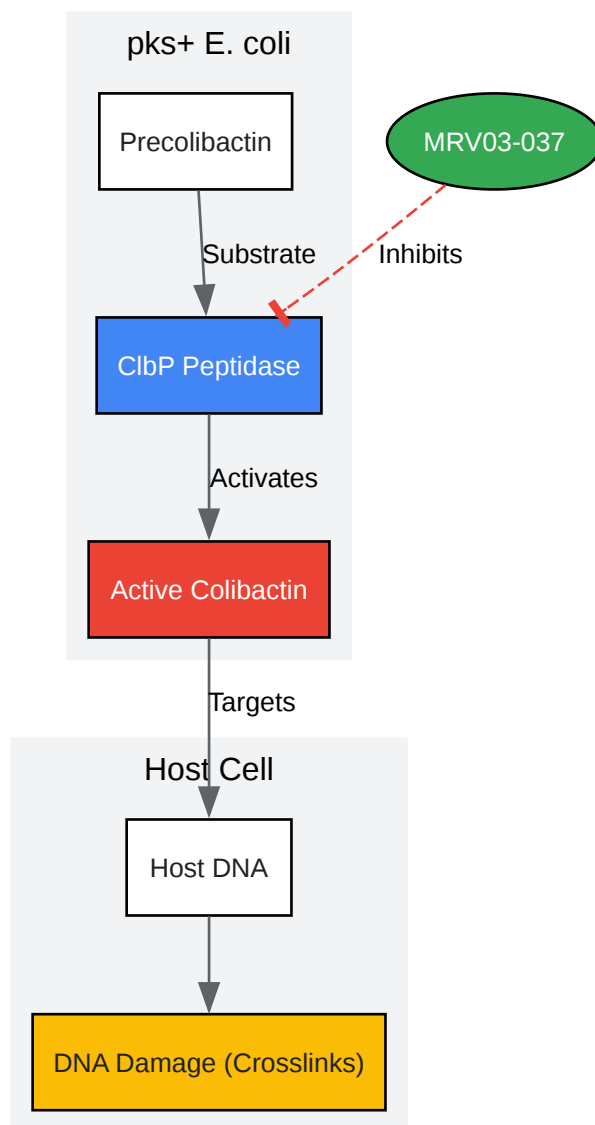 pks+ E. coli
Precolibactin
MRV03-037
Substrate
Inhibits
ClbP Peptidase
Activates
Active Colibactin
Targets
Host Cell
Host DNA
DNA Damage (Crosslinks)